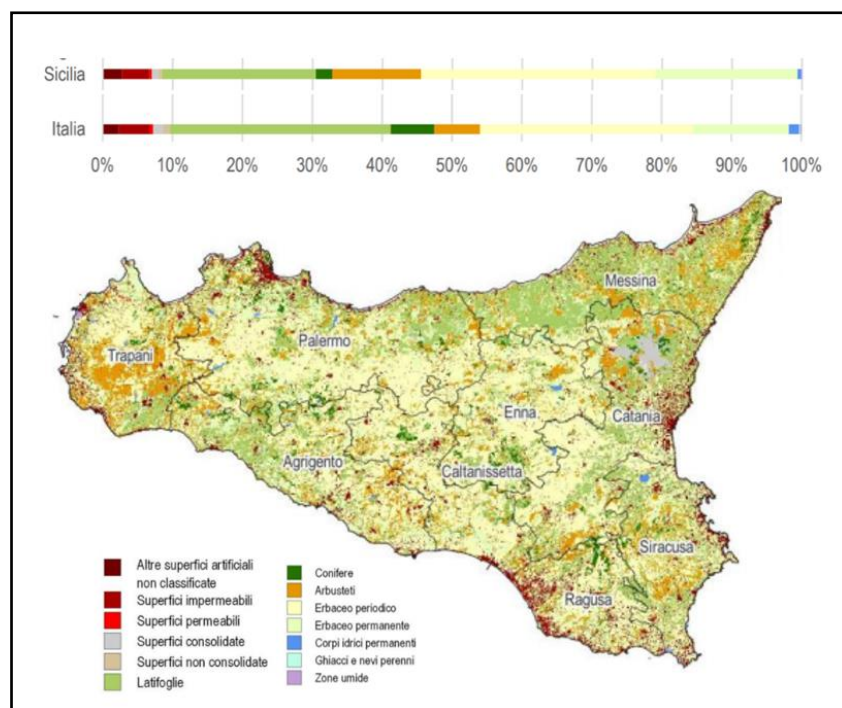 Sicilia
Italia
0% 10% 20% 30% 40% 50% 60% 70% 80% 90% 100%
Messina
Palermo
Trapani
Enna
Catania
Agrigento
Caltanissetta
Siracusa
Ragusa
Altre superfici artificiali
non classificate
Superfici impermeabili
Superfici permeabili
Superfici consolidate
Superfici non consolidate
Latifoglie
Conifere
Arbusteti
Erbaceo periodico
Erbaceo permanente
Corpi idrici permanenti
Ghiacci e nevi perenni
Zone umide